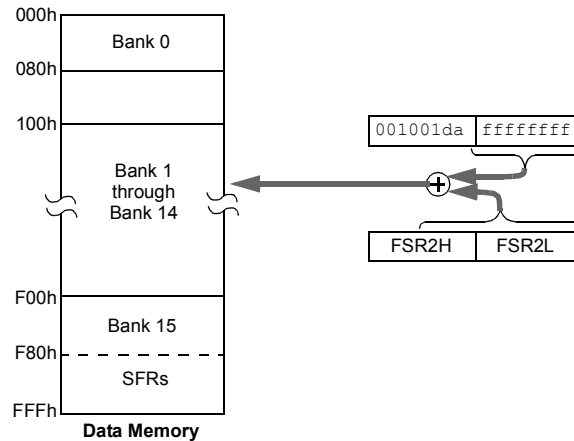 000h
Bank 0
080h
100h
001001da ffffffff
Bank 1
through
Bank 14
FSR2H FSR2L
F00h
Bank 15
F80h
SFRs
FFFh
Data Memory